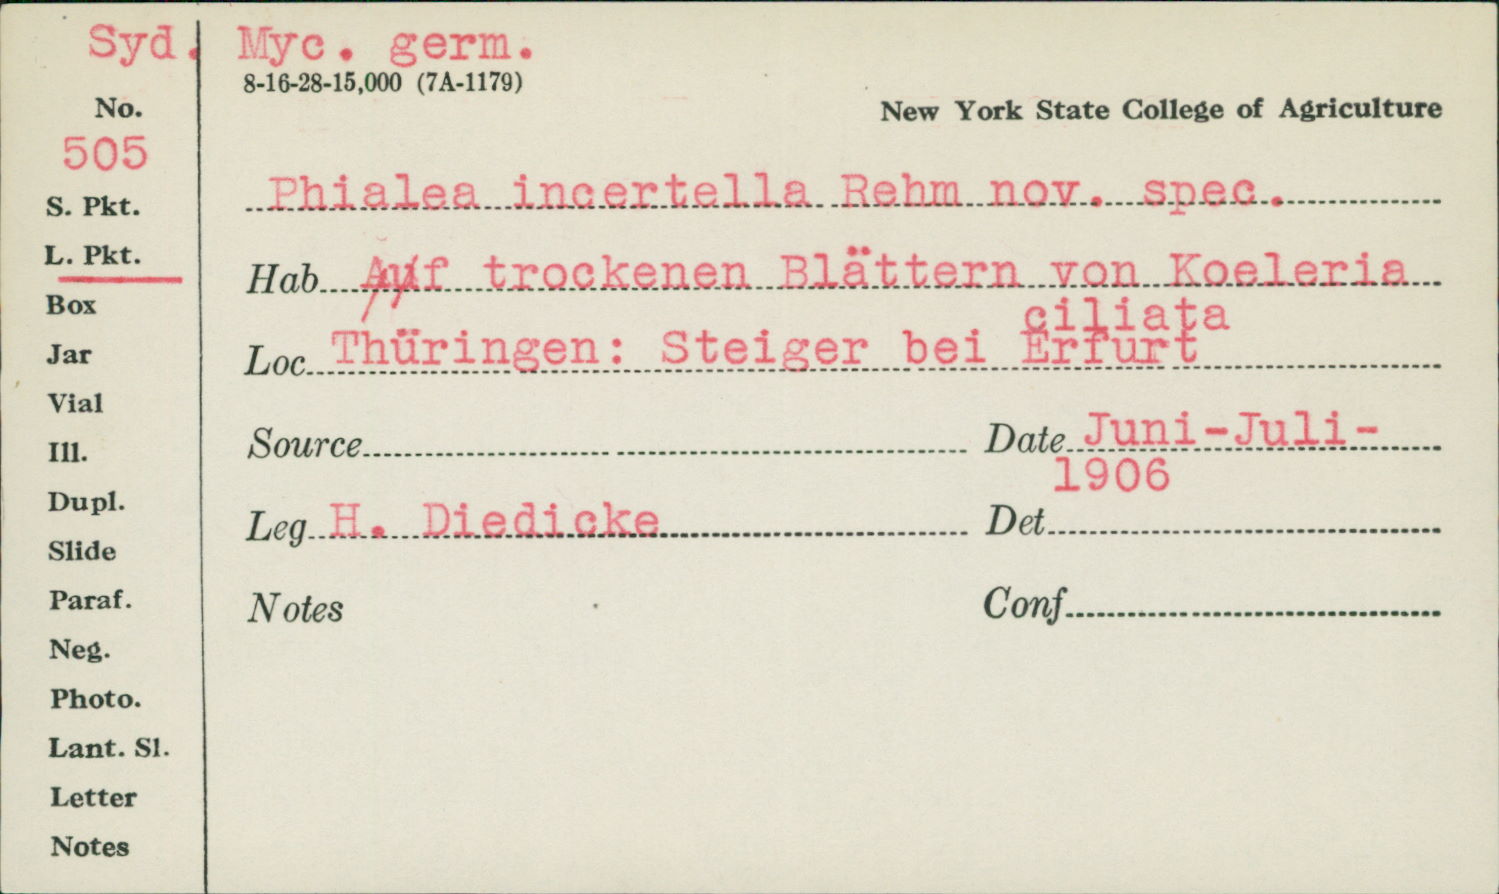 Syd. Myc. germ.
8-16-28-15,000 (7A-1179)
New York State College of Agriculture
No.
505
S. Pkt.
L. Pkt.
Box
Jar
Vial
Ill.
Dupl.
Slide
Paraf.
Neg.
Photo.
Lant. Sl.
Letter
Notes
Phialea incertella Rehm nov. spec.
Hab. Auf trockenen Blättern von Koeleria
ciliata
Loc. Thüringen: Steiger bei Erfurt
Source
Date Juni-Juli-
1906
Leg. H. Diedicke
Det
Notes
Conf